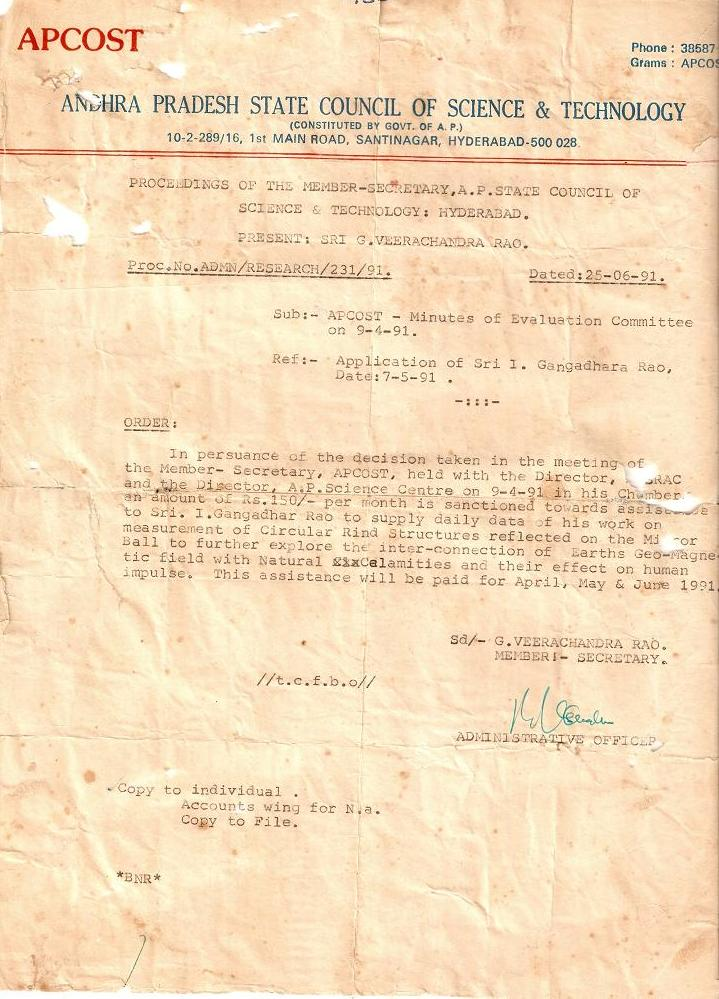 APCOST
Phone : 38587
Grams : APCOS
ANDHRA PRADESH STATE COUNCIL OF SCIENCE & TECHNOLOGY
(CONSTITUTED BY GOVT. OF A. P.)
10-2-289/16, 1st MAIN ROAD, SANTINAGAR, HYDERABAD-500 028
PROCEEDINGS OF THE MEMBER-SECRETARY,A.P.STATE COUNCIL OF
SCIENCE & TECHNOLOGY: HYDERABAD.
PRESENT: SRI G.VEERACHANDRA RAO.
Proc.No.ADMN/RESEARCH/231/91. Dated:25-06-91.
Sub:- APCOST - Minutes of Evaluation Committee
on 9-4-91.
Ref:- Application of Sri I. Gangadhara Rao,
Date:7-5-91 .
-:::-
ORDER:
In persuance of the decision taken in the meeting of
the Member- Secretary, APCOST, held with the Director, SRAC
and the Director, A.P.Science Centre on 9-4-91 in his Chamber
an amount of Rs.150/- per month is sanctioned towards
to Sri. I.Gangadhar Rao to supply daily data of his work on
measurement of Circular Rind Structures reflected on the Mi or
Ball to further explore the inter-connection of Earths Geo-Magne-
tic field with Natural Calamities and their effect on human
impulse. This assistance will be paid for April, May & June 1991.
Sd/- G.VEERACHANDRA RAO.
MEMBER:- SECRETARY.
//t.c.f.b.o//
ADMINISTRATIVE OFFICER
Copy to individual .
Accounts wing for N.a.
Copy to File.
*BNR*